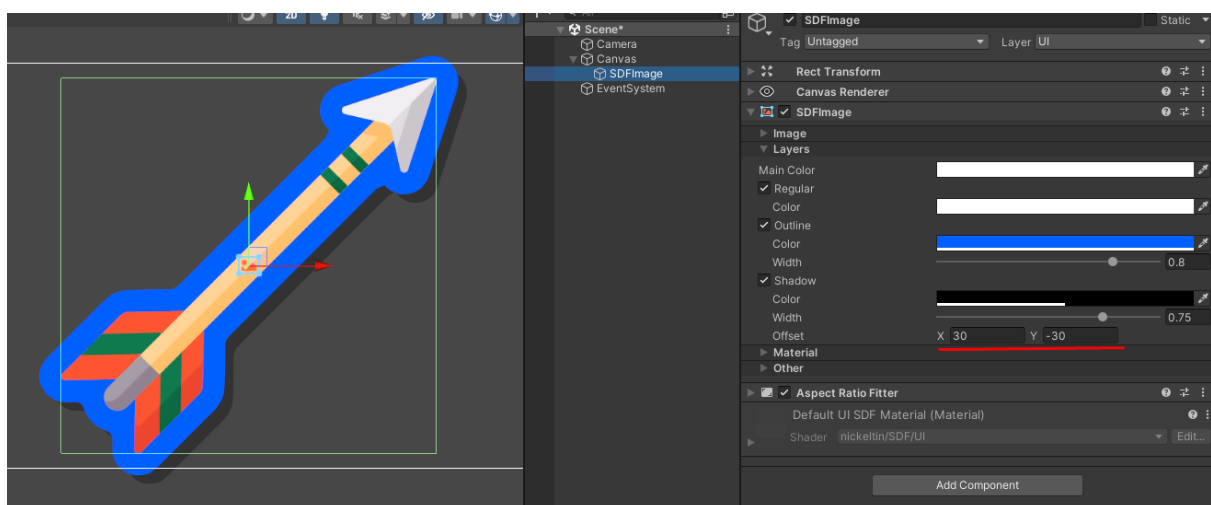 2D
All
Scene*
Camera
Canvas
SDFImage
EventSystem
SDFImage
Static
Tag Untagged
Layer UI
Rect Transform
Canvas Renderer
SDFImage
Image
Layers
Main Color
Regular
Color
Outline
Color
Width 0.8
Shadow
Color
Width 0.75
Offset X 30 Y -30
Material
Other
Aspect Ratio Fitter
Default UI SDF Material (Material)
Shader nickeltin/SDF/UI Edit...
Add Component